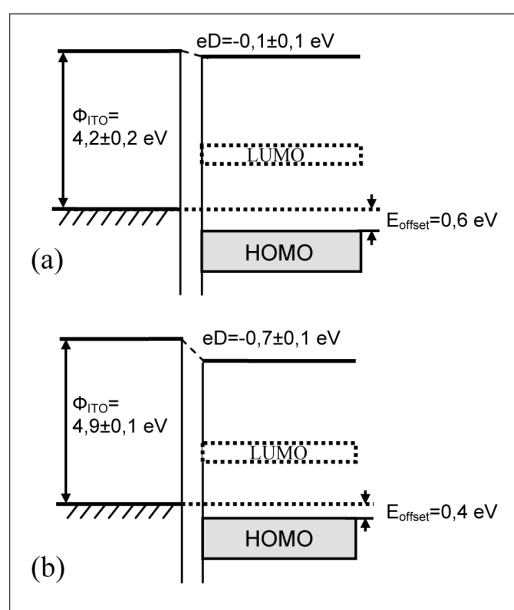 eD=-0,1±0,1 eV
Φ_ITO=
4,2±0,2 eV
LUMO
E_offset=0,6 eV
HOMO
(a)
eD=-0,7±0,1 eV
Φ_ITO=
4,9±0,1 eV
LUMO
E_offset=0,4 eV
HOMO
(b)